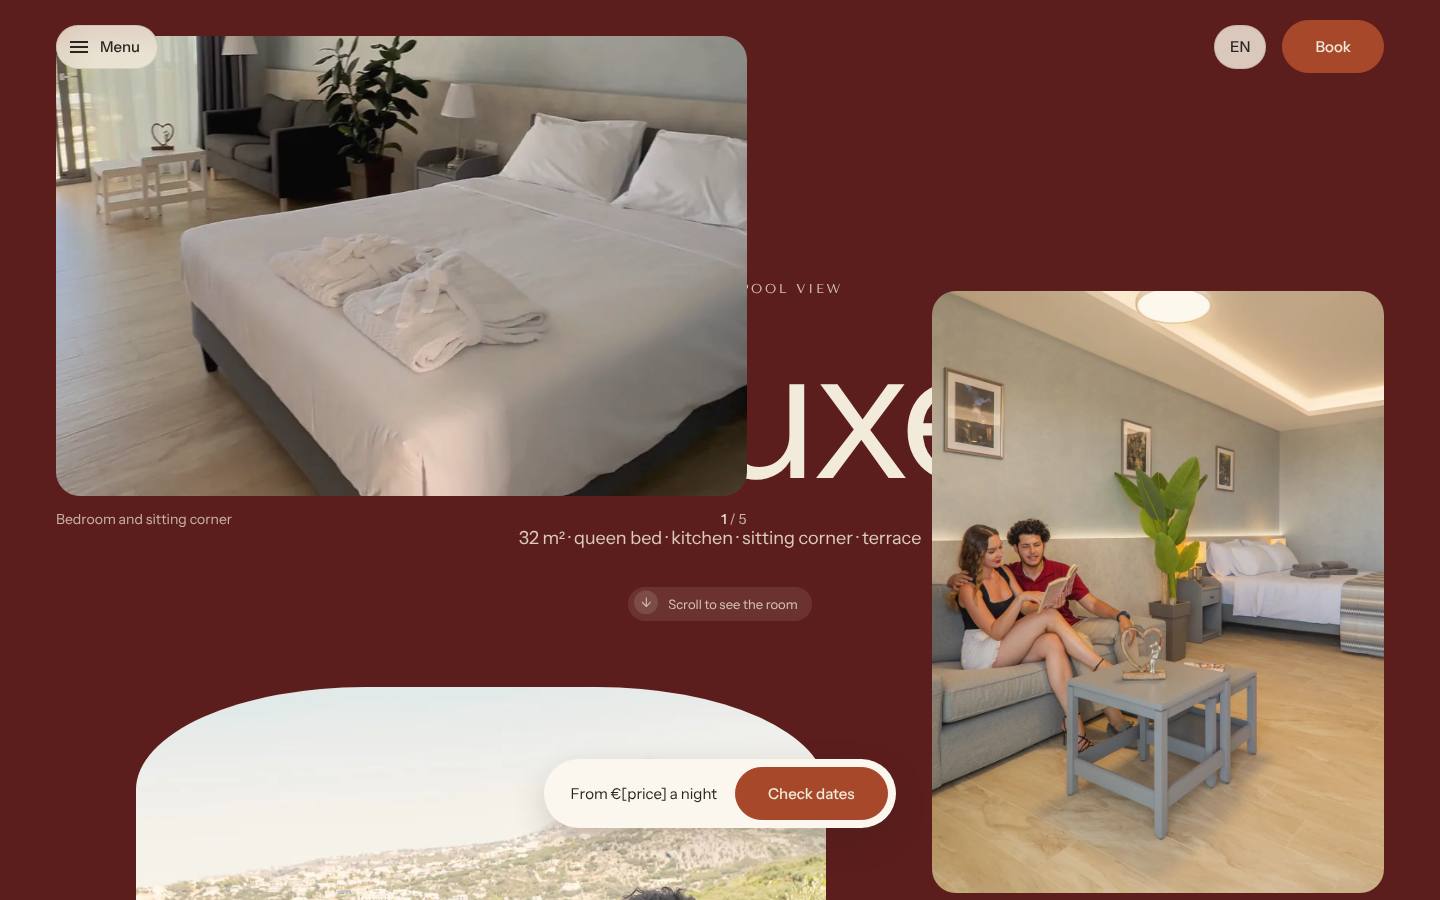 Menu
EN
Book
POOL VIEW
uxe
Bedroom and sitting corner
1 / 5
32 m² · queen bed · kitchen · sitting corner · terrace
Scroll to see the room
From €[price] a night
Check dates